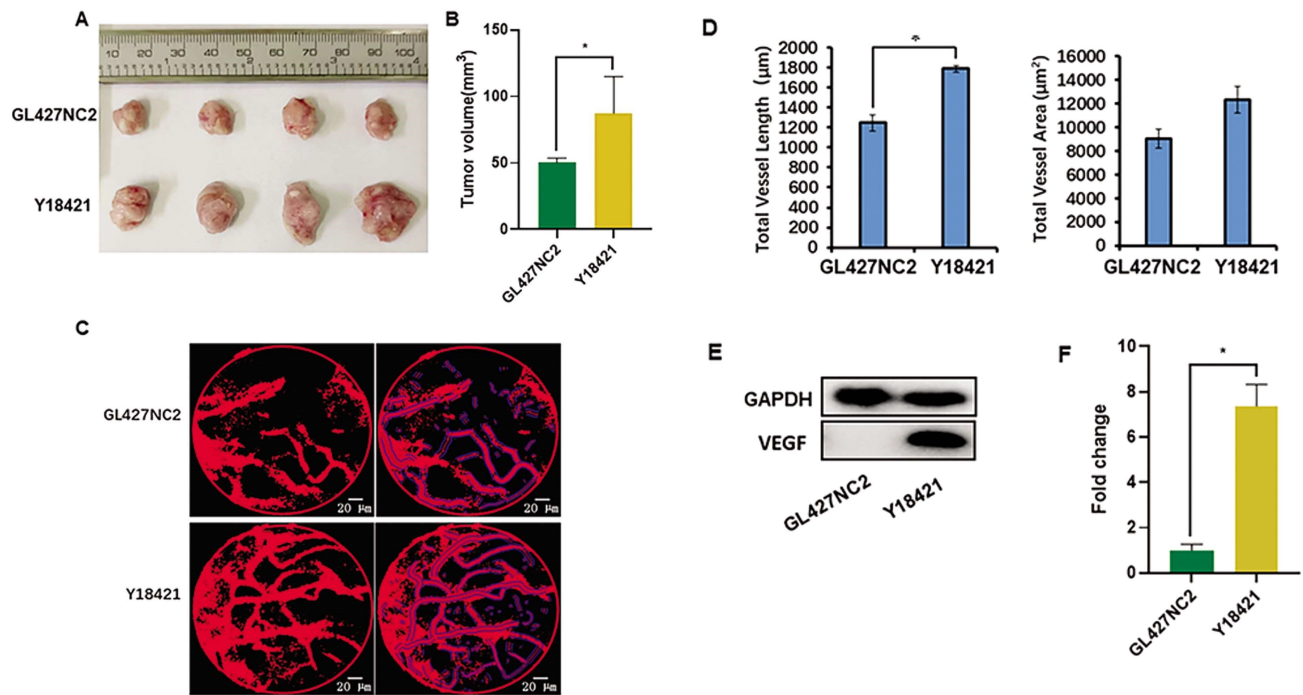 A
10 20 30 40 50 60 70 80 90 100
1 2 3 4
GL427NC2
Y18421
B
Tumor volume(mm³)
150
100
50
0
*
GL427NC2
Y18421
C
GL427NC2
20 μm
20 μm
Y18421
20 μm
20 μm
D
Total Vessel Length (μm)
2000
1800
1600
1400
1200
1000
800
600
400
200
0
*
GL427NC2 Y18421
Total Vessel Area (μm²)
16000
14000
12000
10000
8000
6000
4000
2000
0
GL427NC2 Y18421
E
GAPDH
VEGF
GL427NC2
Y18421
F
Fold change
10
8
6
4
2
0
*
GL427NC2
Y18421